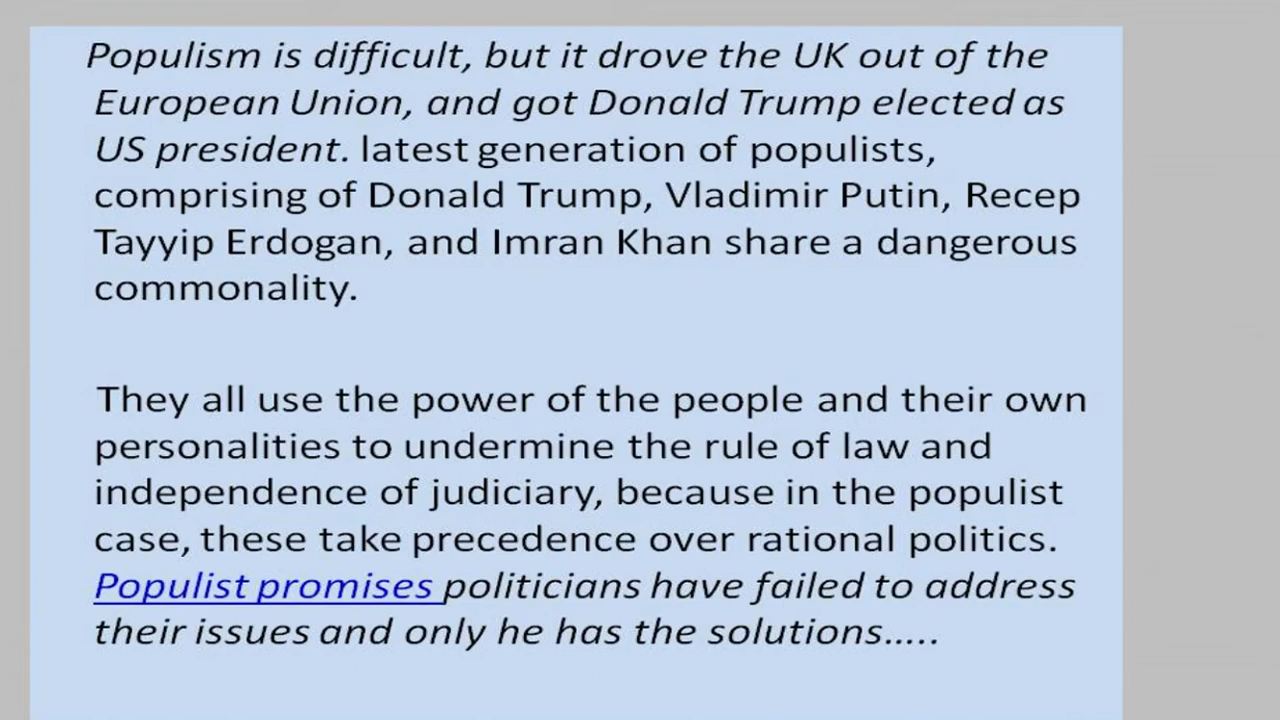 Populism is difficult, but it drove the UK out of the
European Union, and got Donald Trump elected as
US president. latest generation of populists,
comprising of Donald Trump, Vladimir Putin, Recep
Tayyip Erdogan, and Imran Khan share a dangerous
commonality.
They all use the power of the people and their own
personalities to undermine the rule of law and
independence of judiciary, because in the populist
case, these take precedence over rational politics.
Populist promises politicians have failed to address
their issues and only he has the solutions…..